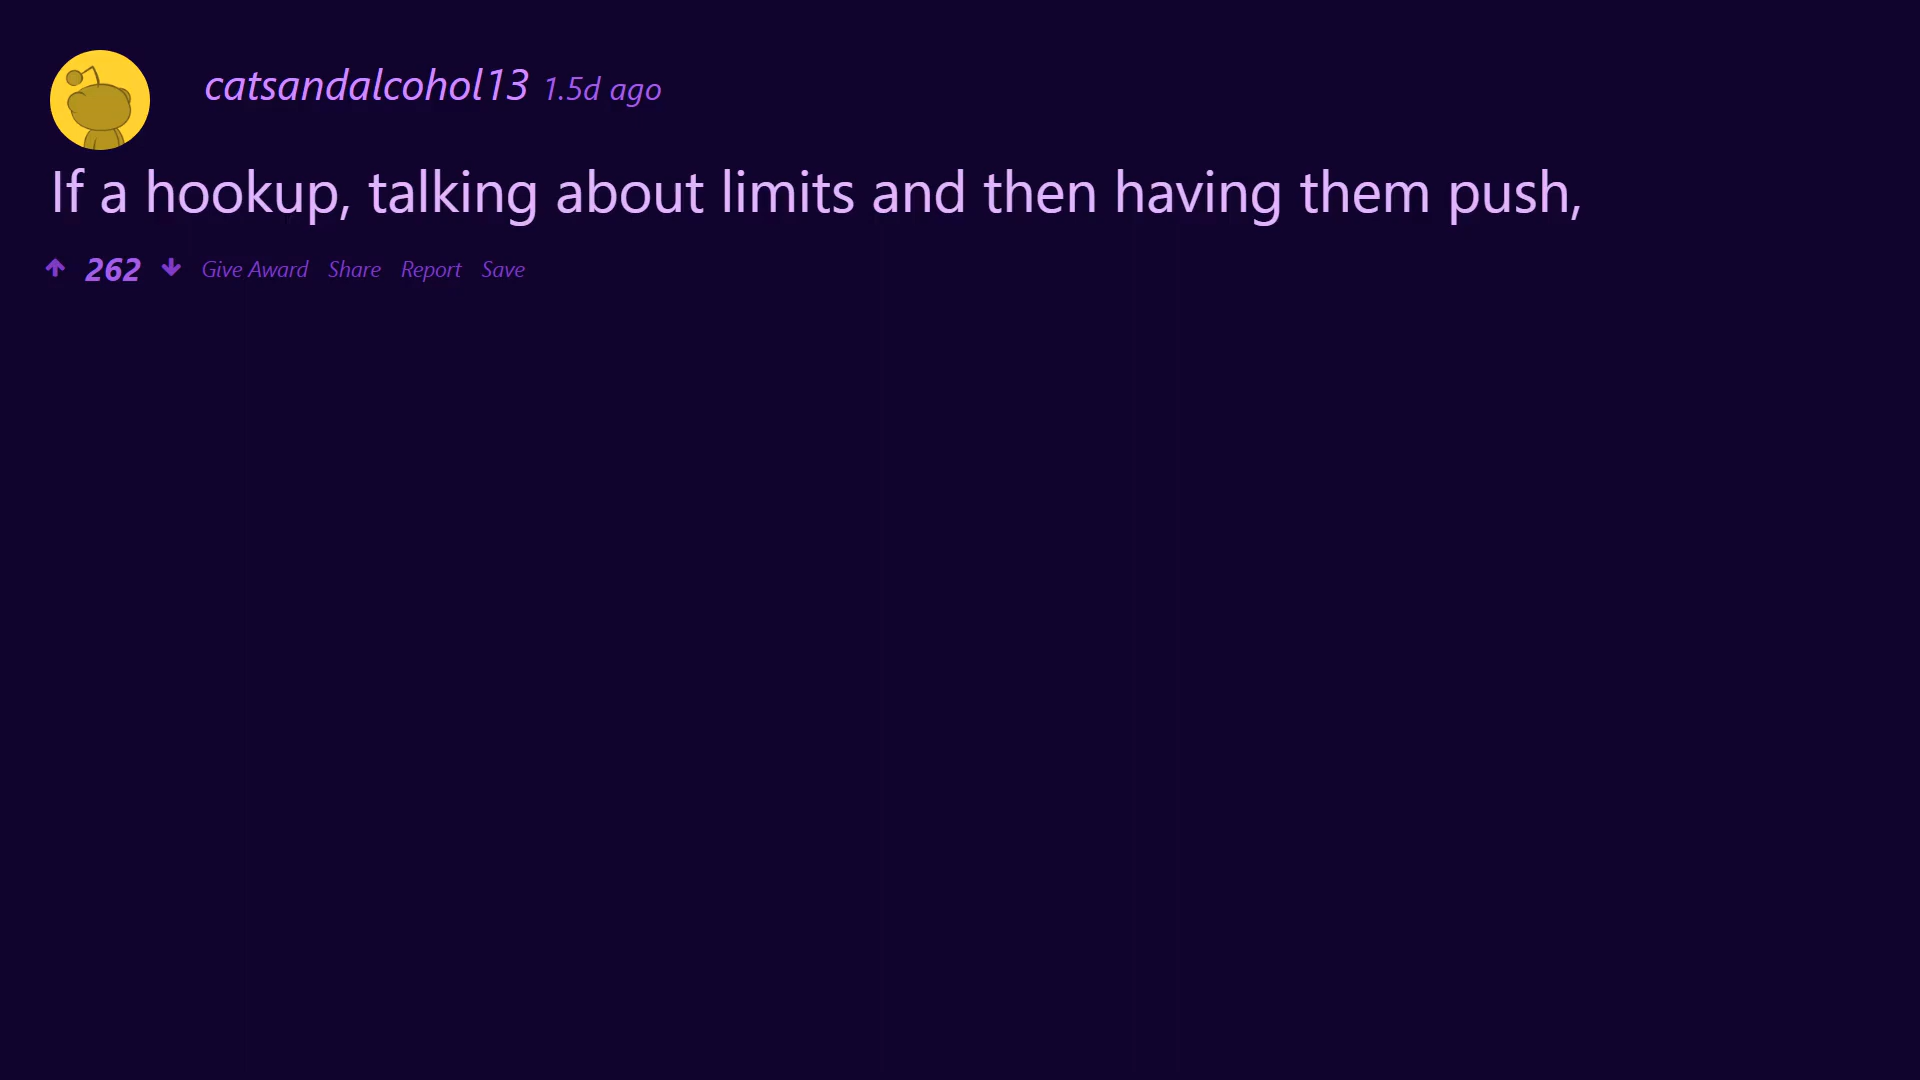 catsandalcohol13 1.5d ago
If a hookup, talking about limits and then having them push,
262 Give Award Share Report Save